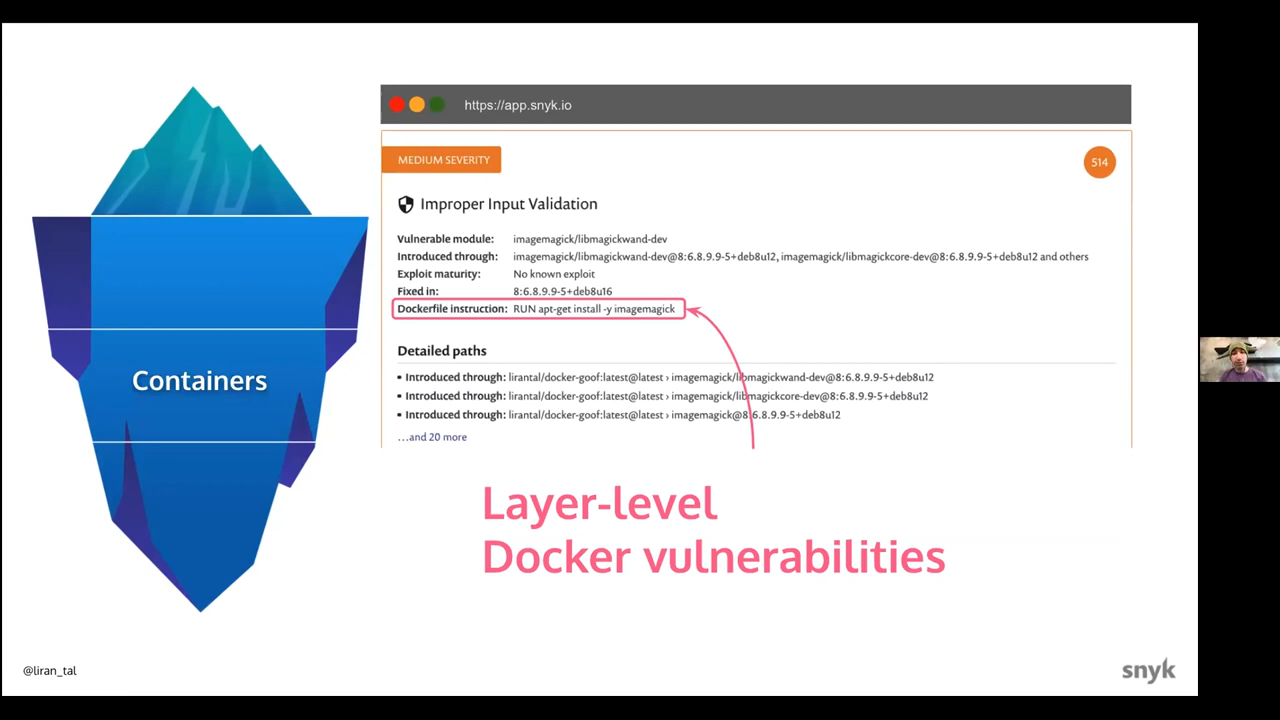 https://app.snyk.io
MEDIUM SEVERITY
514
Improper Input Validation
Vulnerable module: imagemagick/libmagickwand-dev
Introduced through: imagemagick/libmagickwand-dev@8:6.8.9.9-5+deb8u12, imagemagick/libmagickcore-dev@8:6.8.9.9-5+deb8u12 and others
Exploit maturity: No known exploit
Fixed in: 8:6.8.9.9-5+deb8u16
Dockerfile instruction: RUN apt-get install -y imagemagick
Detailed paths
• Introduced through: lirantal/docker-goof:latest@latest › imagemagick/libmagickwand-dev@8:6.8.9.9-5+deb8u12
• Introduced through: lirantal/docker-goof:latest@latest › imagemagick/libmagickcore-dev@8:6.8.9.9-5+deb8u12
• Introduced through: lirantal/docker-goof:latest@latest › imagemagick@8:6.8.9.9-5+deb8u12
...and 20 more
Containers
Layer-level
Docker vulnerabilities
@liran_tal
snyk